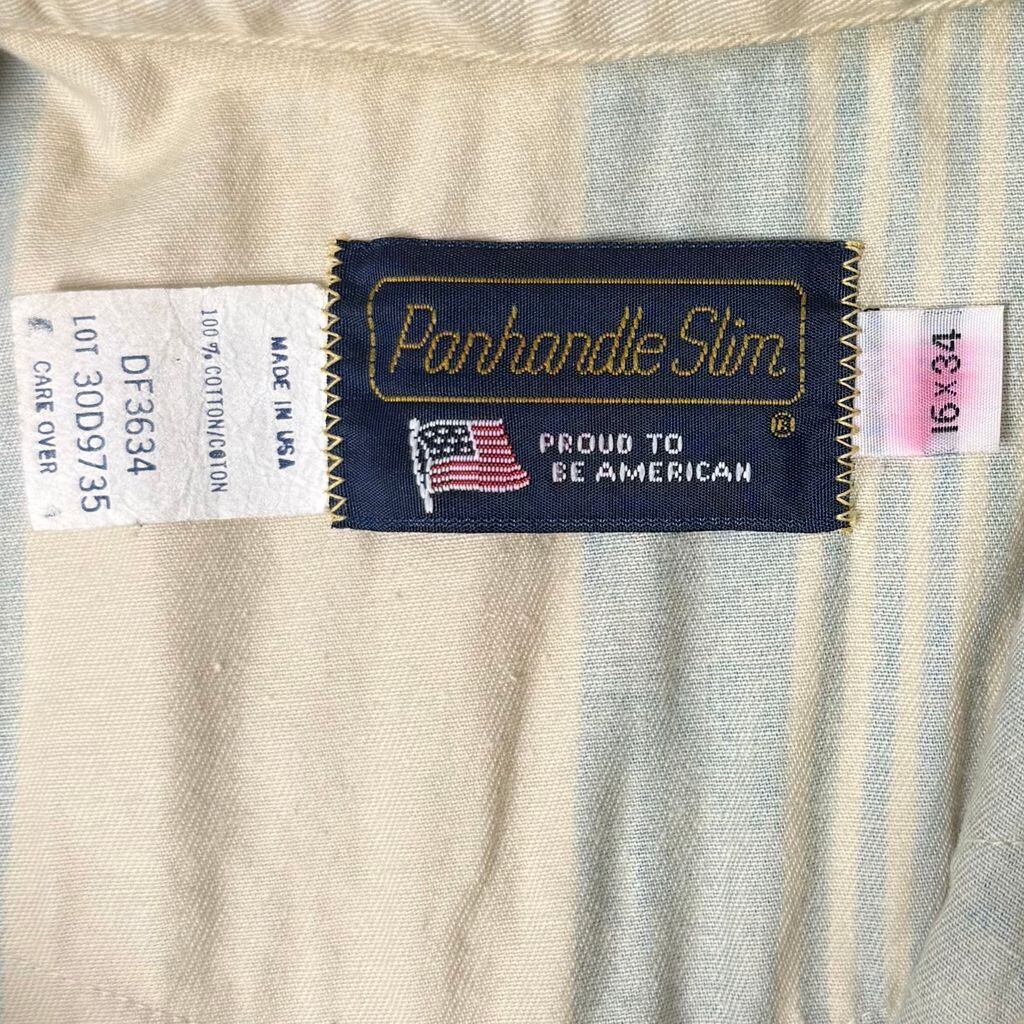 Panhandle Slim
®
PROUD TO
BE AMERICAN
MADE IN USA
100% COTTON/COTON
DF3634
LOT 30D9735
CARE OVER
16 x 34